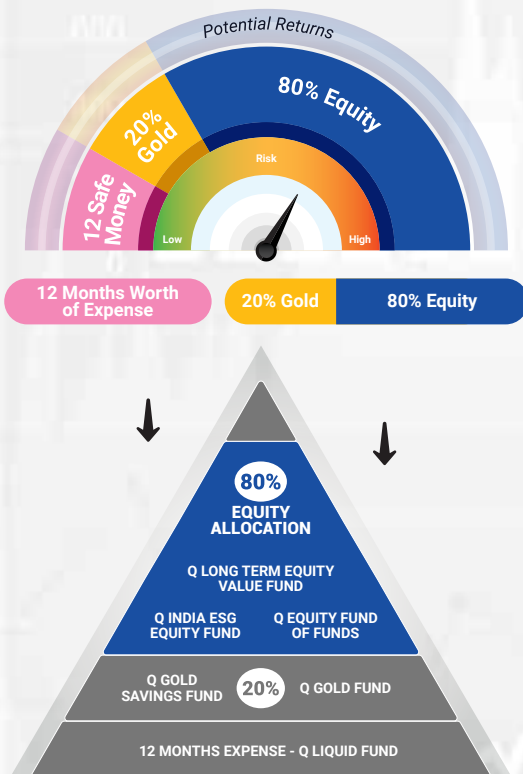 Potential Returns
80% Equity
20%
Gold
12 Safe
Money
Risk
Low
High
12 Months Worth
of Expense
20% Gold
80% Equity
80%
EQUITY
ALLOCATION
Q LONG TERM EQUITY
VALUE FUND
Q INDIA ESG
EQUITY FUND
Q EQUITY FUND
OF FUNDS
Q GOLD
SAVINGS FUND
20%
Q GOLD FUND
12 MONTHS EXPENSE - Q LIQUID FUND